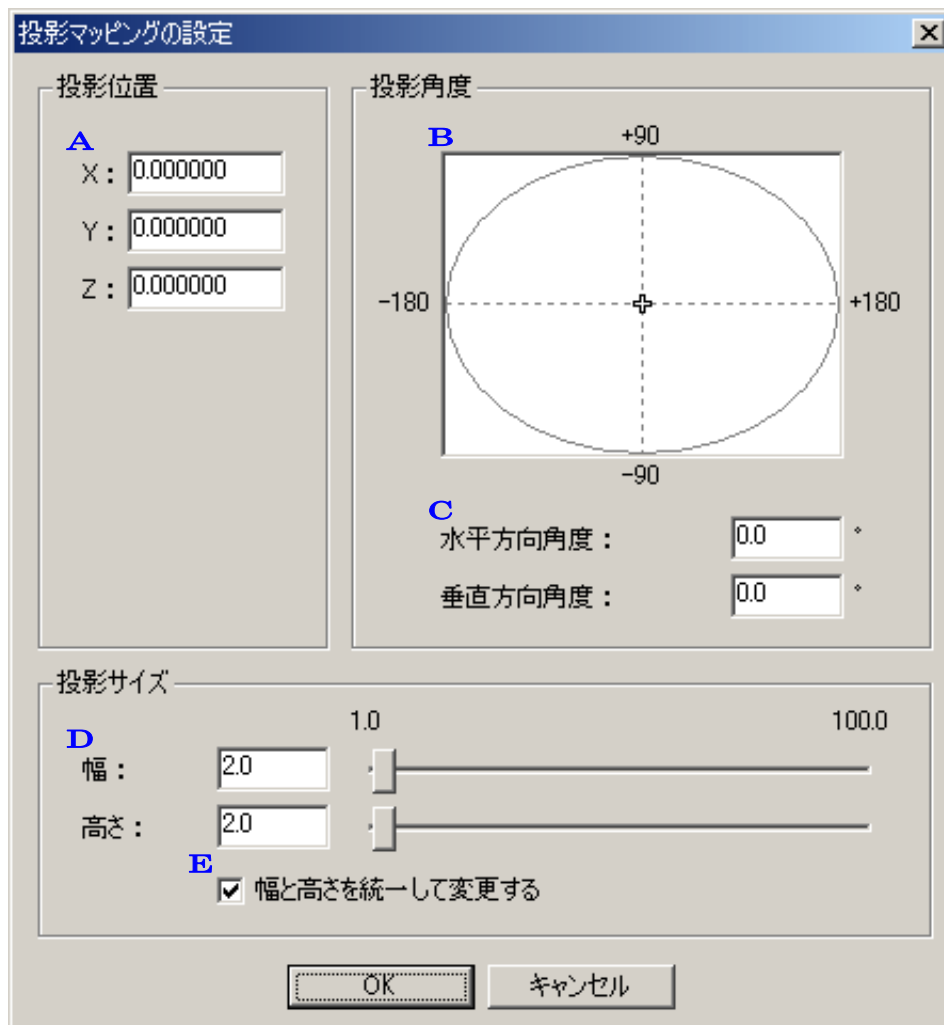 投影マッピングの設定
投影位置
A
X : 0.000000
Y : 0.000000
Z : 0.000000
投影角度
B
+90
-180
+180
-90
C
水平方向角度 : 0.0 °
垂直方向角度 : 0.0 °
投影サイズ
1.0 100.0
D
幅 : 2.0
高さ : 2.0
E
幅と高さを統一して変更する
OK キャンセル